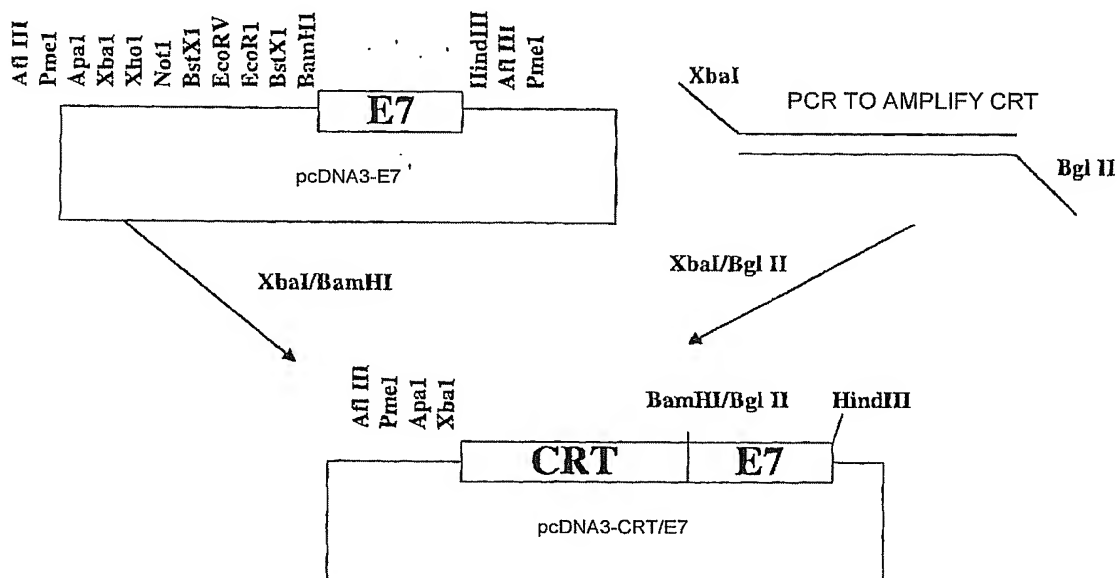 Afl III
Pme1
Apa1
Xba1
Xho1
Not1
BstX1
EcoRV
EcoR1
BstX1
BamH1
HindIII
Afl III
Pme1
E7
pcDNA3-E7
XbaI
PCR TO AMPLIFY CRT
Bgl II
XbaI/BamHI
XbaI/Bgl II
Afl III
Pme1
Apa1
Xba1
BamHI/Bgl II
HindIII
CRT
E7
pcDNA3-CRT/E7